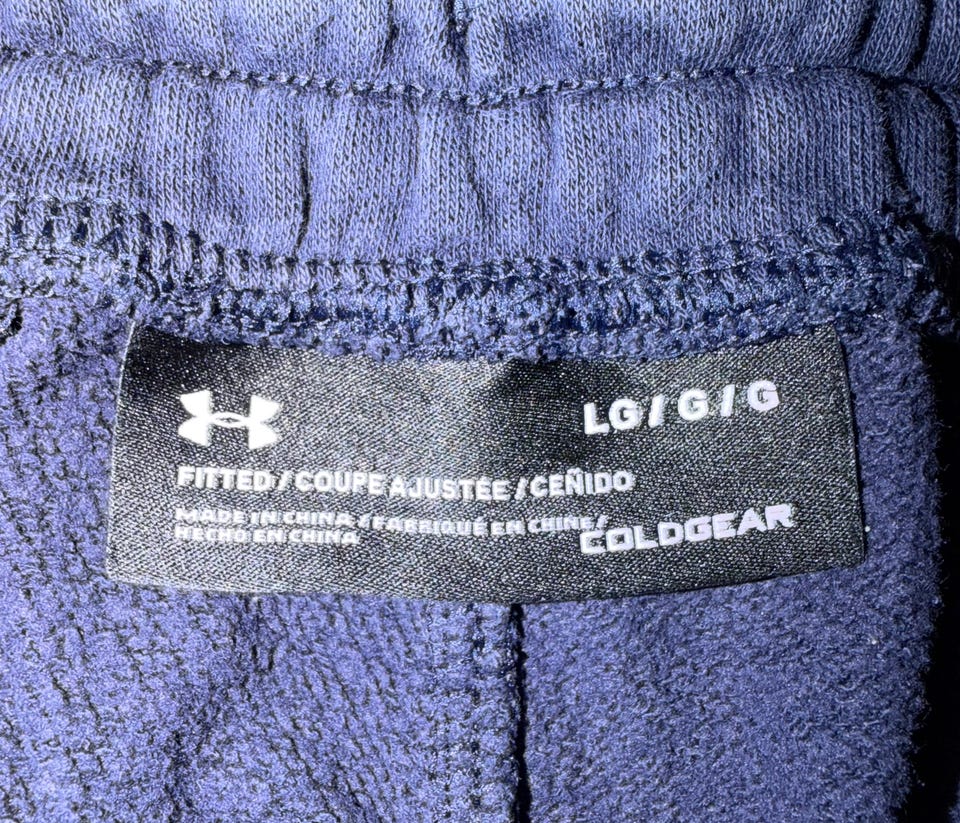 LG/G/G
FITTED/COUPE AJUSTÉE/CEÑIDO
MADE IN CHINA/FABRIQUÉ EN CHINE/
HECHO EN CHINA
COLDGEAR